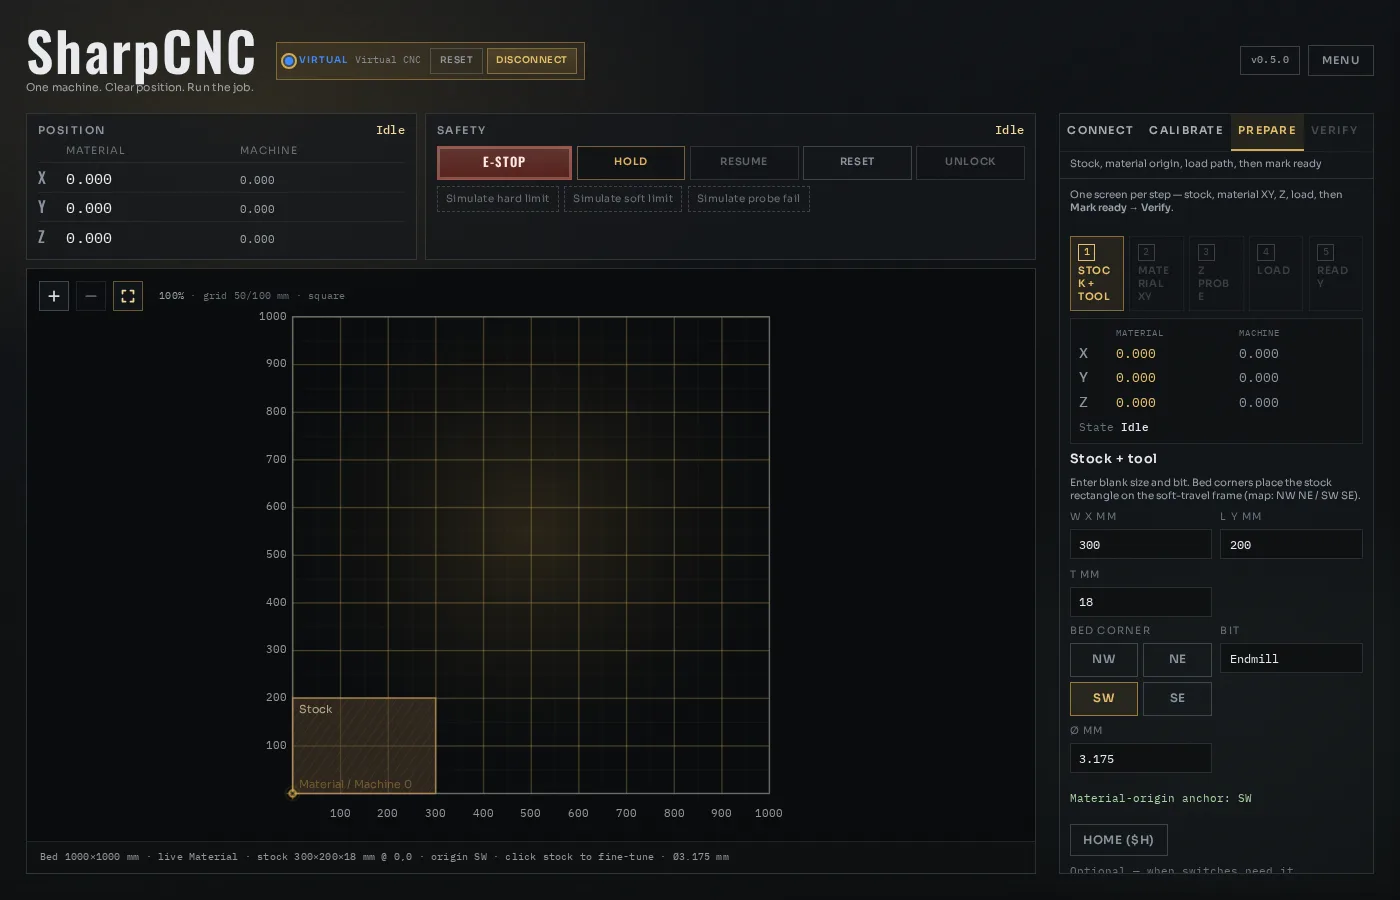 SharpCNC
One machine. Clear position. Run the job.
VIRTUAL Virtual CNC RESET DISCONNECT
v0.5.0 MENU
POSITION Idle
MATERIAL MACHINE
X 0.000 0.000
Y 0.000 0.000
Z 0.000 0.000
SAFETY Idle
E-STOP HOLD RESUME RESET UNLOCK
Simulate hard limit Simulate soft limit Simulate probe fail
+ − 100% · grid 50/100 mm · square
1000
900
800
700
600
500
400
300
200
100
Stock
Material / Machine 0
100 200 300 400 500 600 700 800 900 1000
Bed 1000×1000 mm · live Material · stock 300×200×18 mm @ 0,0 · origin SW · click stock to fine-tune · Ø3.175 mm
CONNECT CALIBRATE PREPARE VERIFY
Stock, material origin, load path, then mark ready
One screen per step — stock, material XY, Z, load, then
Mark ready → Verify.
1 2 3 4 5
STOC MATE Z LOAD READ
K + RIAL PROB Y
TOOL XY E
MATERIAL MACHINE
X 0.000 0.000
Y 0.000 0.000
Z 0.000 0.000
State Idle
Stock + tool
Enter blank size and bit. Bed corners place the stock
rectangle on the soft-travel frame (map: NW NE / SW SE).
W X MM L Y MM
300 200
T MM
18
BED CORNER BIT
NW NE Endmill
SW SE
Ø MM
3.175
Material-origin anchor: SW
HOME ($H)
Optional — when switches need it